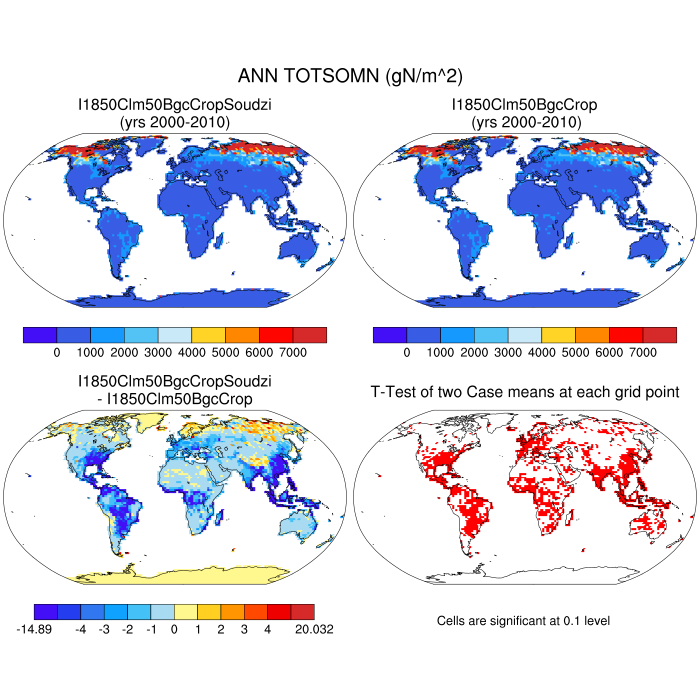 ANN TOTSOMN (gN/m^2)
I1850Clm50BgcCropSoudzi
(yrs 2000-2010)
I1850Clm50BgcCrop
(yrs 2000-2010)
0 1000 2000 3000 4000 5000 6000 7000
0 1000 2000 3000 4000 5000 6000 7000
I1850Clm50BgcCropSoudzi
- I1850Clm50BgcCrop
T-Test of two Case means at each grid point
-14.89 -4 -3 -2 -1 0 1 2 3 4 20.032
Cells are significant at 0.1 level